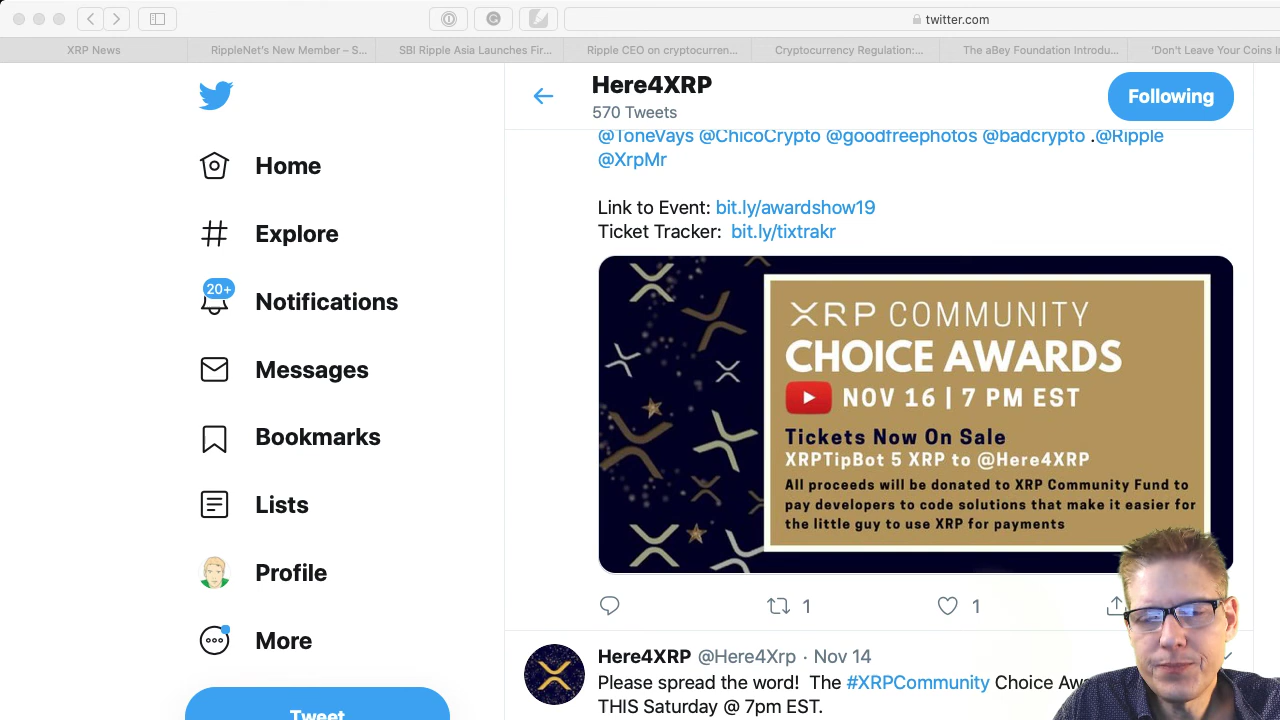 twitter.com
XRP News
RippleNet's New Member – S...
SBI Ripple Asia Launches Fir...
Ripple CEO on cryptocurren...
Cryptocurrency Regulation:...
The aBey Foundation Introdu...
'Don't Leave Your Coins In
Here4XRP
570 Tweets
Following
Home
Explore
20+
Notifications
Messages
Bookmarks
Lists
Profile
More
Tweet
@ToneVays @ChicoCrypto @goodfreephotos @badcrypto .@Ripple
@XrpMr
Link to Event: bit.ly/awardshow19
Ticket Tracker: bit.ly/tixtrakr
XRP COMMUNITY
CHOICE AWARDS
NOV 16 | 7 PM EST
Tickets Now On Sale
XRPTipBot 5 XRP to @Here4XRP
All proceeds will be donated to XRP Community Fund to
pay developers to code solutions that make it easier for
the little guy to use XRP for payments
1
1
Here4XRP @Here4Xrp · Nov 14
Please spread the word! The #XRPCommunity Choice Awa
THIS Saturday @ 7pm EST.